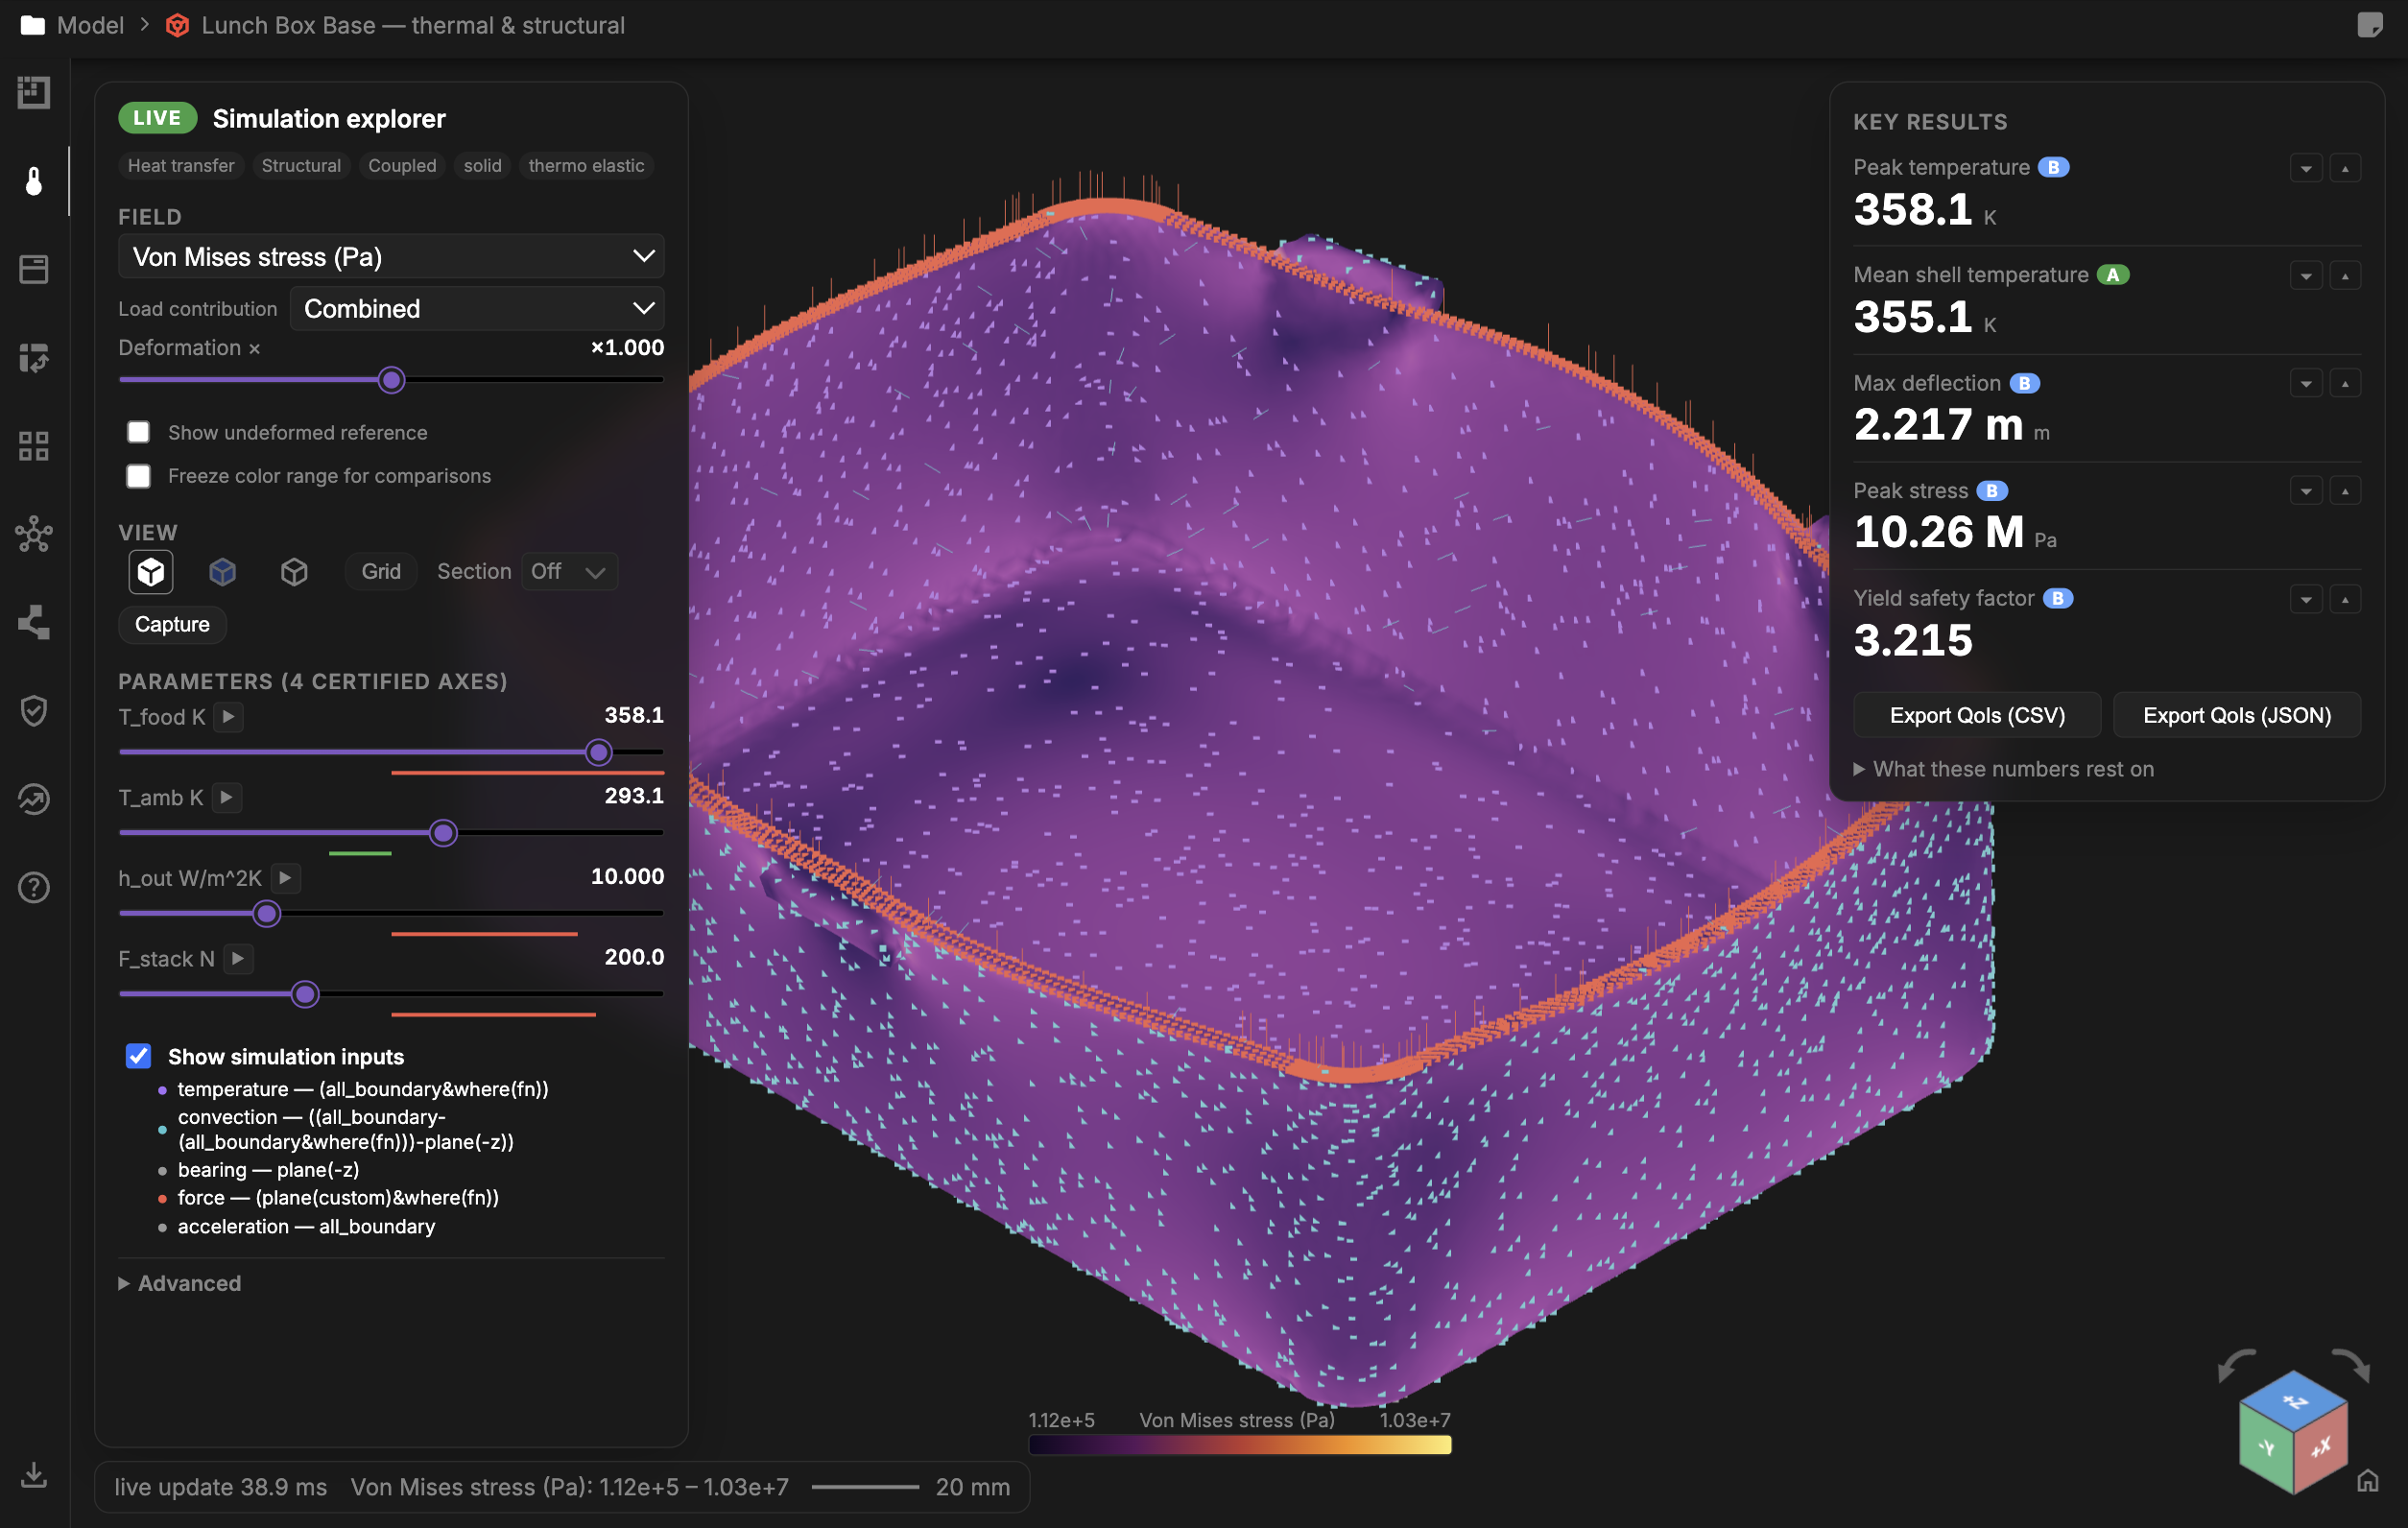 Model > Lunch Box Base — thermal & structural
LIVE Simulation explorer
Heat transfer Structural Coupled solid thermo elastic
FIELD
Von Mises stress (Pa)
Load contribution Combined
Deformation × ×1.000
Show undeformed reference
Freeze color range for comparisons
VIEW
Grid Section Off
Capture
PARAMETERS (4 CERTIFIED AXES)
T_food K 358.1
T_amb K 293.1
h_out W/m^2K 10.000
F_stack N 200.0
Show simulation inputs
temperature — (all_boundary&where(fn))
convection — ((all_boundary-
(all_boundary&where(fn)))-plane(-z))
bearing — plane(-z)
force — (plane(custom)&where(fn))
acceleration — all_boundary
Advanced
KEY RESULTS
Peak temperature B
358.1 K
Mean shell temperature A
355.1 K
Max deflection B
2.217 m m
Peak stress B
10.26 M Pa
Yield safety factor B
3.215
Export QoIs (CSV) Export QoIs (JSON)
What these numbers rest on
1.12e+5 Von Mises stress (Pa) 1.03e+7
live update 38.9 ms Von Mises stress (Pa): 1.12e+5 – 1.03e+7 20 mm
+Z
-Y +X